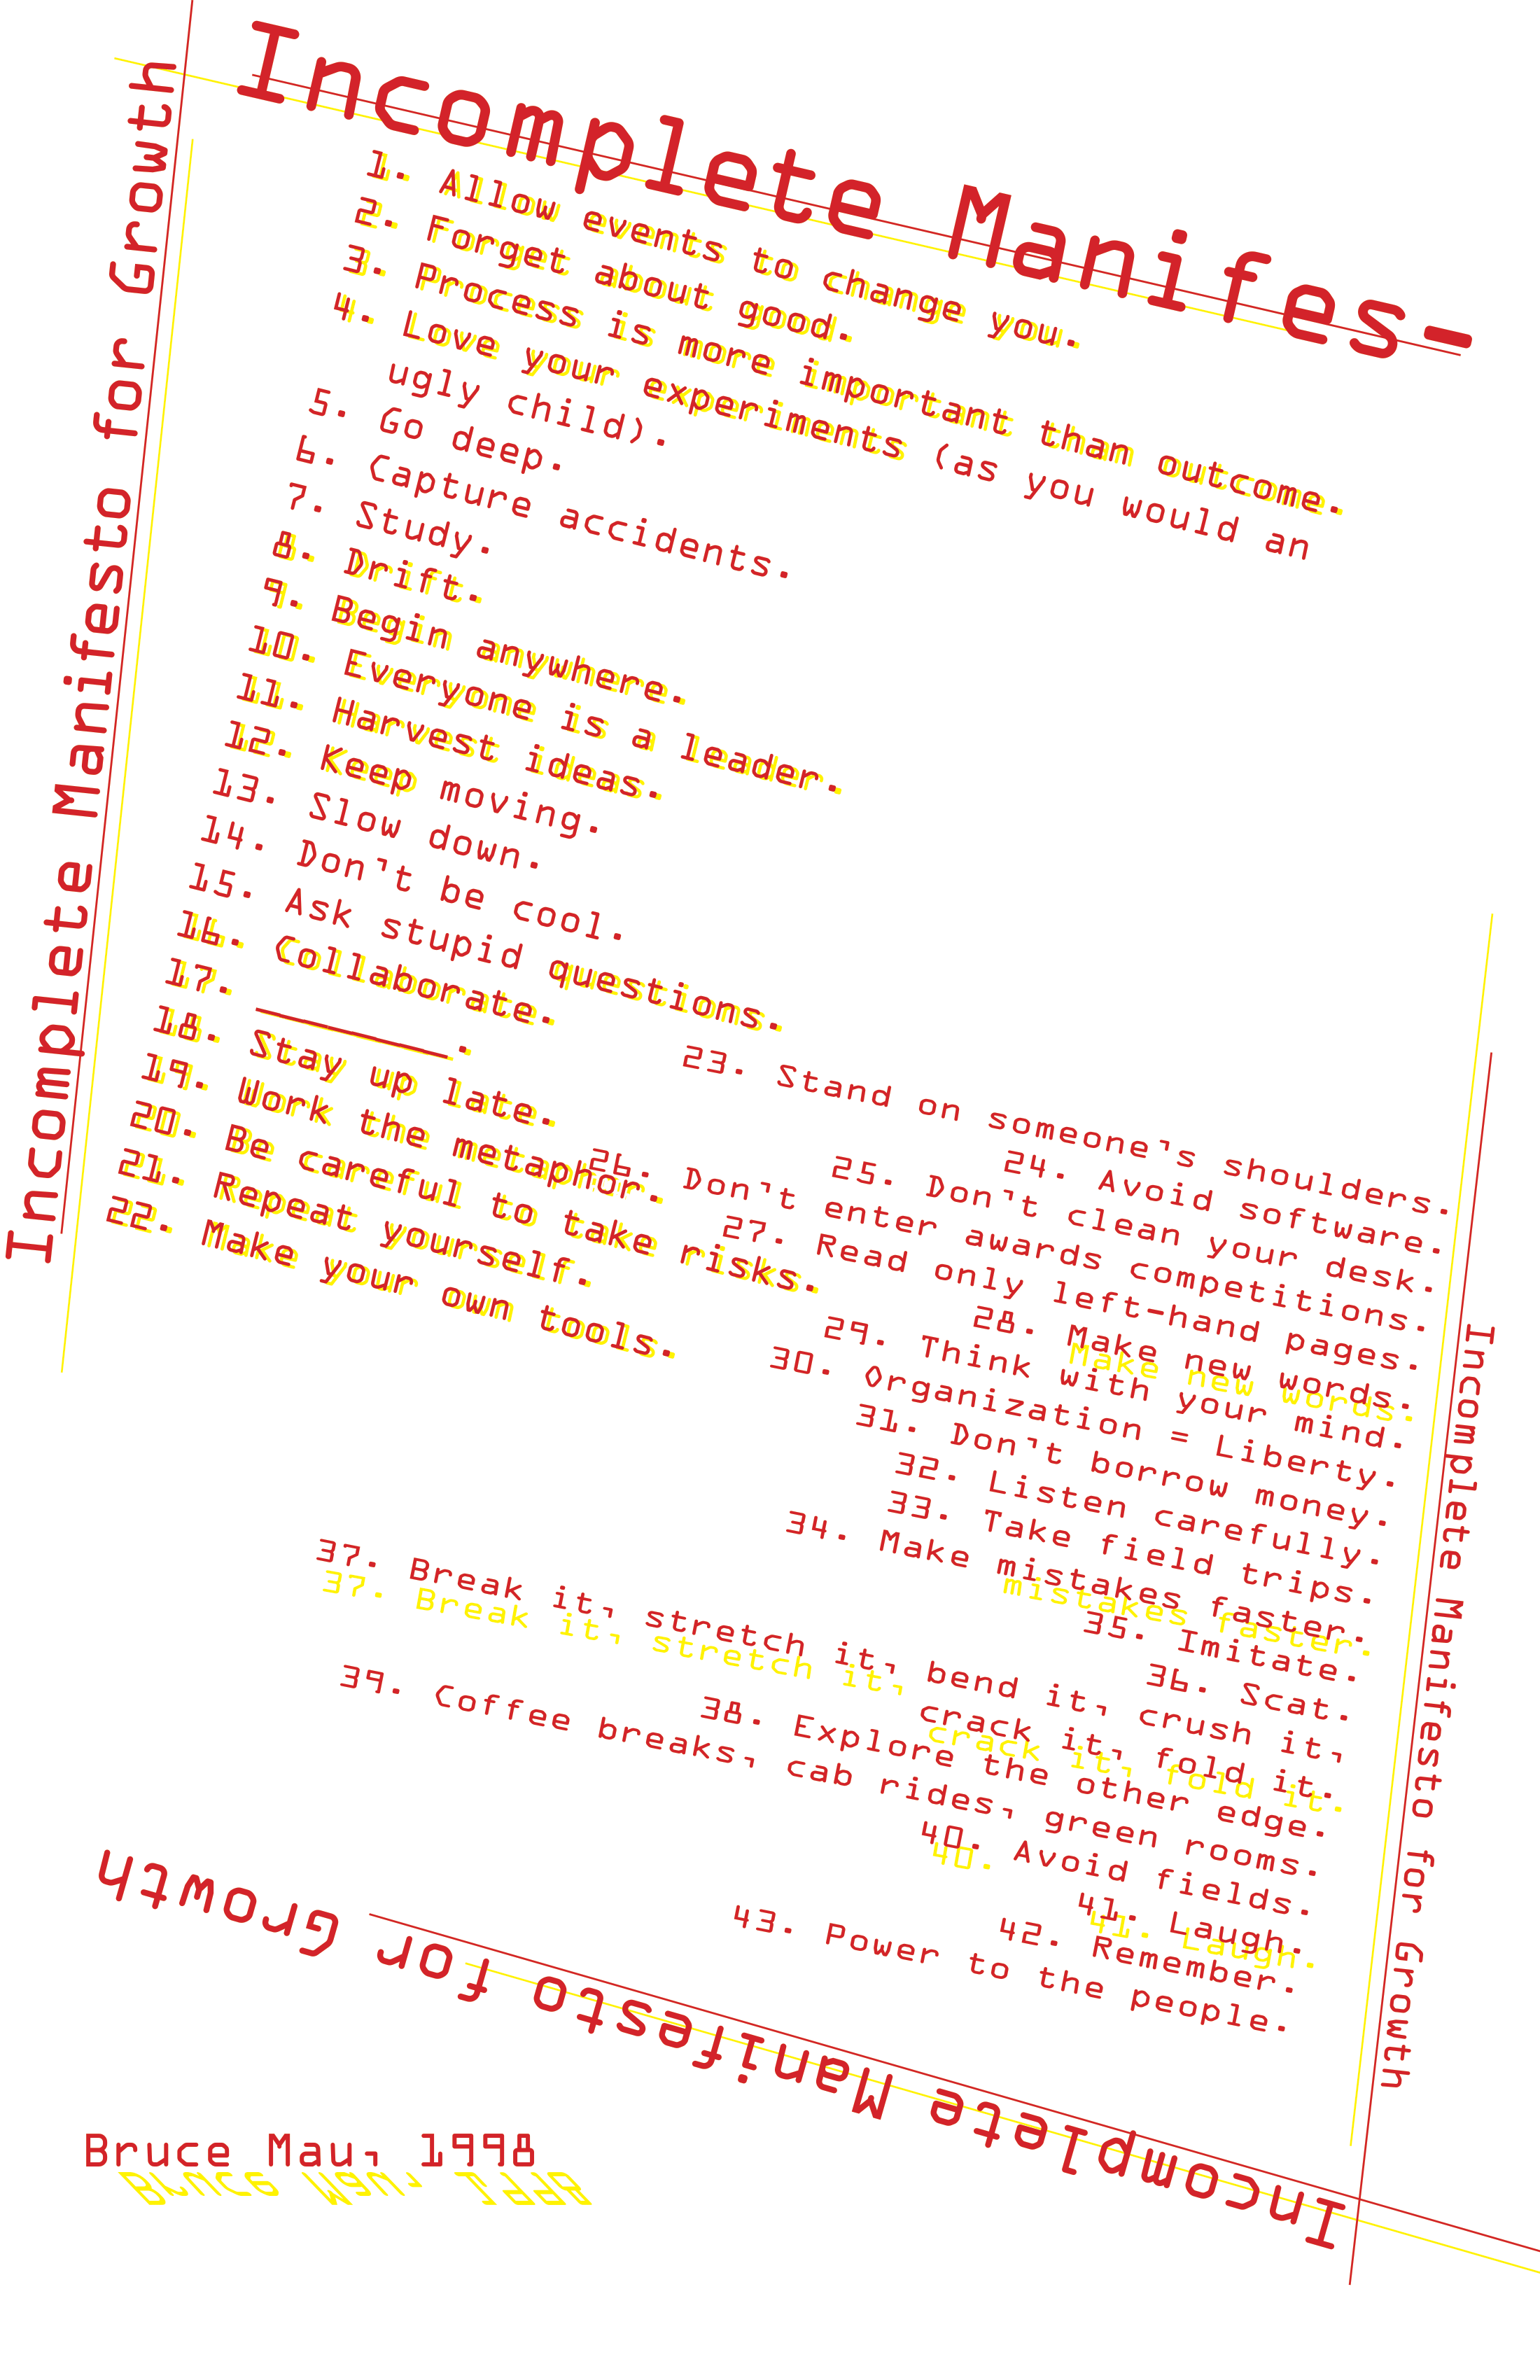 Incomplete Manifes-
Incomplete Manifesto for Growth
1. Allow events to change you.
2. Forget about good.
3. Process is more important than outcome.
4. Love your experiments (as you would an
ugly child).
5. Go deep.
6. Capture accidents.
7. Study.
8. Drift.
9. Begin anywhere.
10. Everyone is a leader.
11. Harvest ideas.
12. Keep moving.
13. Slow down.
14. Don't be cool.
15. Ask stupid questions.
16. Collaborate.
17. ________.
18. Stay up late.
19. Work the metaphor.
20. Be careful to take risks.
21. Repeat yourself.
22. Make your own tools.
23. Stand on someone's shoulders.
24. Avoid software.
25. Don't clean your desk.
26. Don't enter awards competitions.
27. Read only left-hand pages.
28. Make new words.
Make new words.
29. Think with your mind.
30. Organization = Liberty.
31. Don't borrow money.
32. Listen carefully.
33. Take field trips.
34. Make mistakes faster.
mistakes faster.
35. Imitate.
36. Scat.
37. Break it, stretch it, bend it, crush it,
37. Break it, stretch it,
crack it, fold it.
crack it, fold it.
38. Explore the other edge.
39. Coffee breaks, cab rides, green rooms.
40. Avoid fields.
40.
41. Laugh.
41. Laugh.
42. Remember.
43. Power to the people.
Incomplete Manifesto for Growth
Incomplete Manifesto for Growth
Bruce Mau, 1998
Bruce Mau, 1998